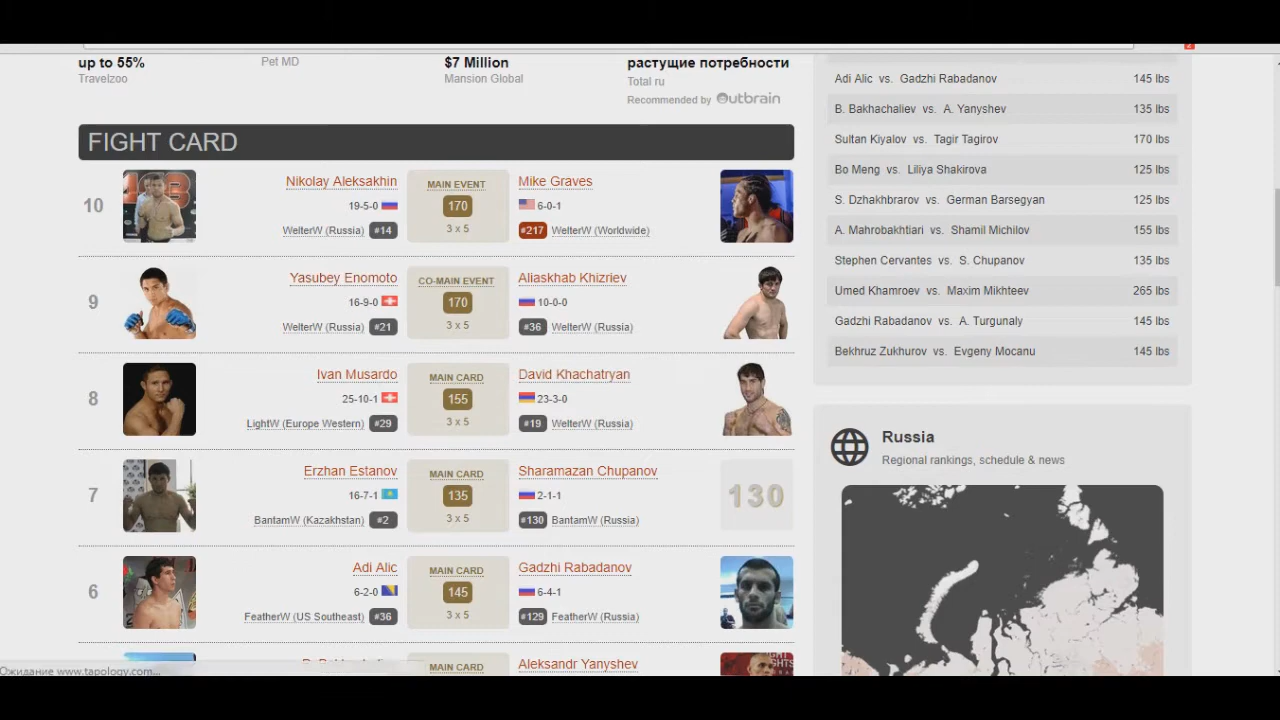 up to 55%
Travelzoo
Pet MD
$7 Million
Mansion Global
растущие потребности
Total ru
Recommended by Outbrain
FIGHT CARD
10
Nikolay Aleksakhin
19-5-0
WelterW (Russia) #14
MAIN EVENT
170
3 x 5
Mike Graves
6-0-1
#217 WelterW (Worldwide)
9
Yasubey Enomoto
16-9-0
WelterW (Russia) #21
CO-MAIN EVENT
170
3 x 5
Aliaskhab Khizriev
10-0-0
#36 WelterW (Russia)
8
Ivan Musardo
25-10-1
LightW (Europe Western) #29
MAIN CARD
155
3 x 5
David Khachatryan
23-3-0
#19 WelterW (Russia)
7
Erzhan Estanov
16-7-1
BantamW (Kazakhstan) #2
MAIN CARD
135
3 x 5
Sharamazan Chupanov
2-1-1
#130 BantamW (Russia)
130
6
Adi Alic
6-2-0
FeatherW (US Southeast) #36
MAIN CARD
145
3 x 5
Gadzhi Rabadanov
6-4-1
#129 FeatherW (Russia)
MAIN CARD
Aleksandr Yanyshev
Ожидание www.tapology.com...
Adi Alic vs. Gadzhi Rabadanov 145 lbs
B. Bakhachaliev vs. A. Yanyshev 135 lbs
Sultan Kiyalov vs. Tagir Tagirov 170 lbs
Bo Meng vs. Liliya Shakirova 125 lbs
S. Dzhakhbrarov vs. German Barsegyan 125 lbs
A. Mahrobakhtiari vs. Shamil Michilov 155 lbs
Stephen Cervantes vs. S. Chupanov 135 lbs
Umed Khamroev vs. Maxim Mikhteev 265 lbs
Gadzhi Rabadanov vs. A. Turgunaly 145 lbs
Bekhruz Zukhurov vs. Evgeny Mocanu 145 lbs
Russia
Regional rankings, schedule & news